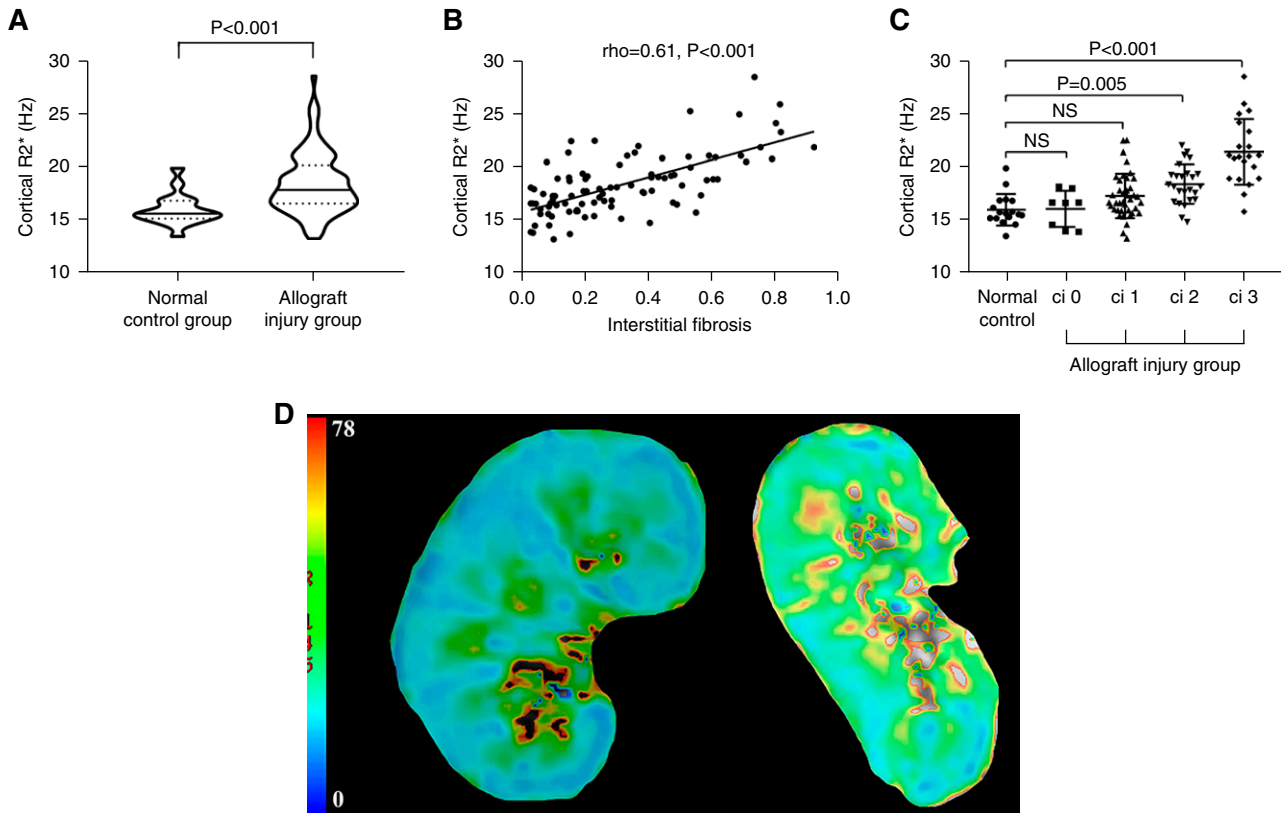 A
P<0.001
Cortical R2* (Hz)
30
25
20
15
10
Normal
control group
Allograft
injury group
B
rho=0.61, P<0.001
Cortical R2* (Hz)
30
25
20
15
10
0.0
0.2
0.4
0.6
0.8
1.0
Interstitial fibrosis
C
P<0.001
P=0.005
NS
NS
Cortical R2* (Hz)
30
25
20
15
10
Normal
control
ci 0
ci 1
ci 2
ci 3
Allograft injury group
D
78
0